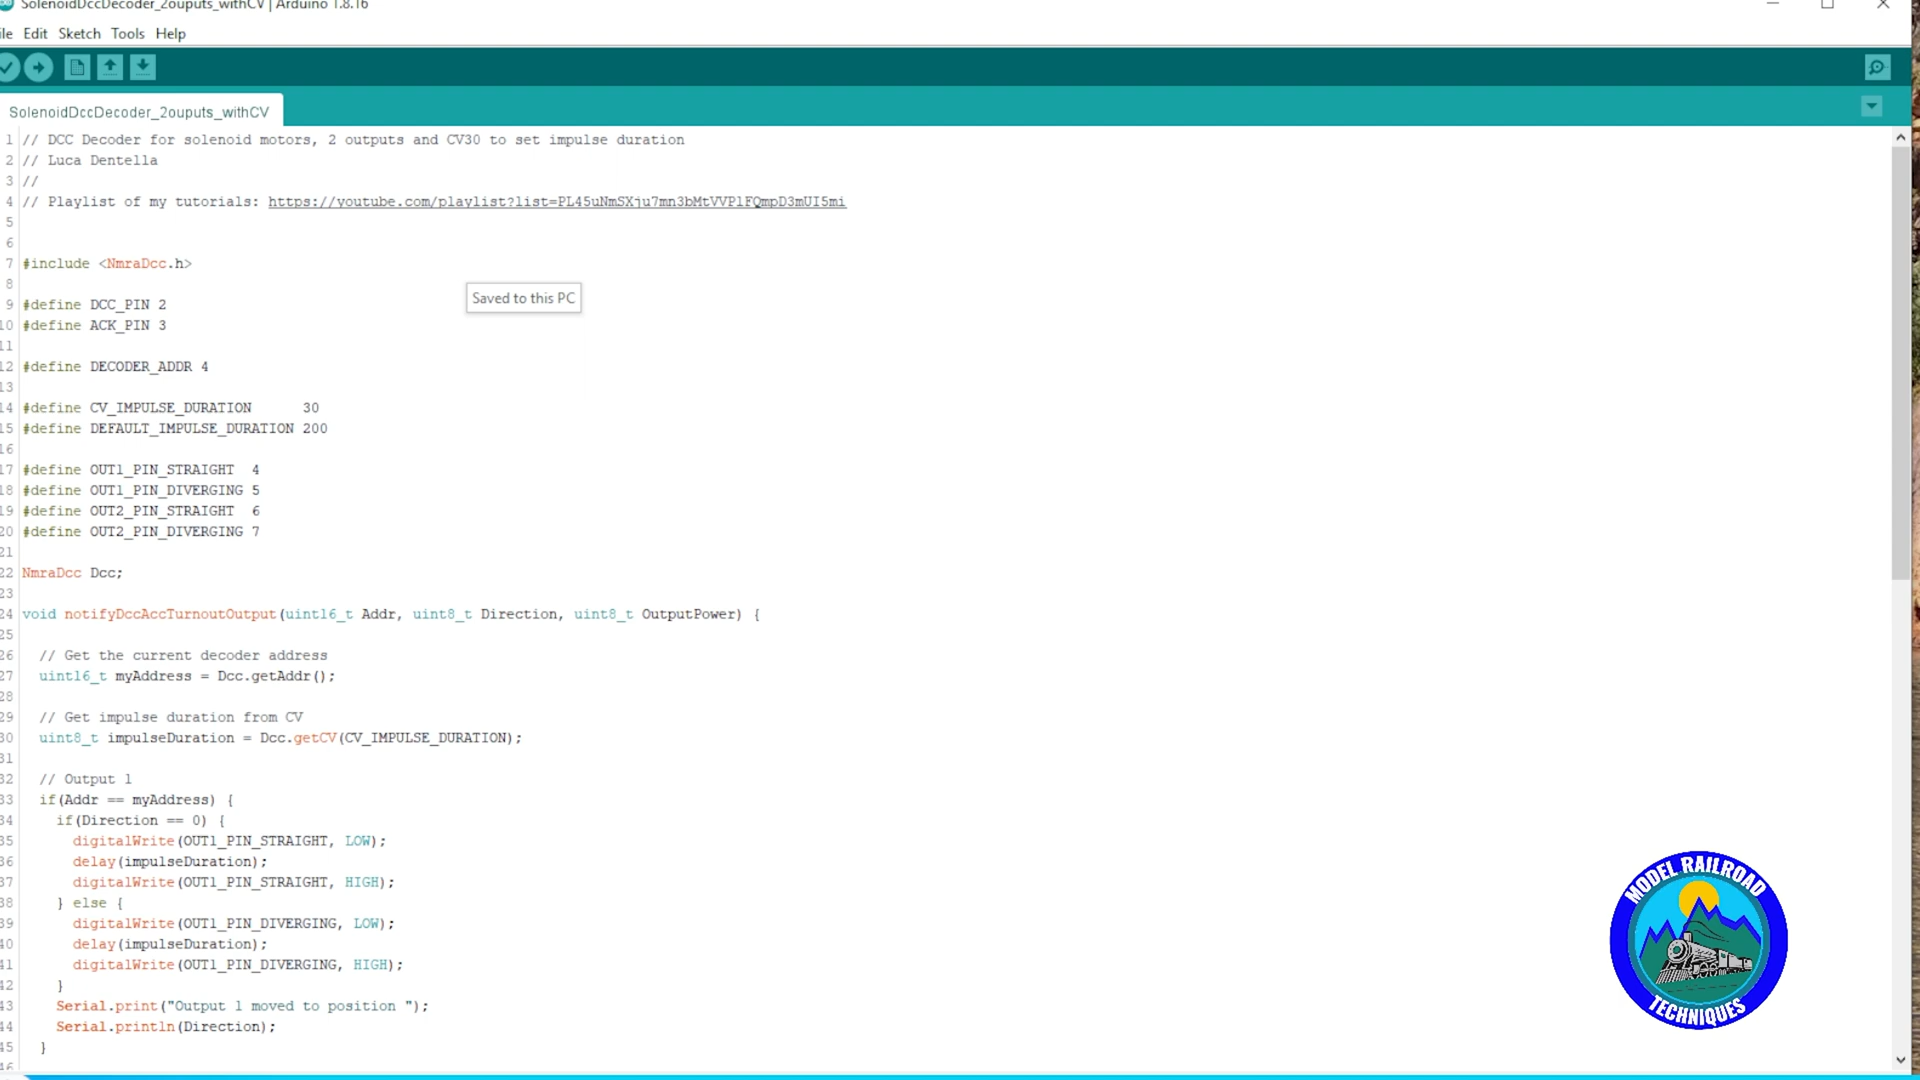 SolenoidDccDecoder_2ouputs_withCV | Arduino 1.8.16
ile Edit Sketch Tools Help
SolenoidDccDecoder_2ouputs_withCV
1 // DCC Decoder for solenoid motors, 2 outputs and CV30 to set impulse duration
2 // Luca Dentella
3 //
4 // Playlist of my tutorials: https://youtube.com/playlist?list=PL45uNmSXju7mn3bMtVVPlFQmpD3mUI5mi
5
6
7 #include <NmraDcc.h>
8
9 #define DCC_PIN 2
10 #define ACK_PIN 3
11
12 #define DECODER_ADDR 4
13
14 #define CV_IMPULSE_DURATION 30
15 #define DEFAULT_IMPULSE_DURATION 200
16
17 #define OUT1_PIN_STRAIGHT 4
18 #define OUT1_PIN_DIVERGING 5
19 #define OUT2_PIN_STRAIGHT 6
20 #define OUT2_PIN_DIVERGING 7
21
22 NmraDcc Dcc;
23
24 void notifyDccAccTurnoutOutput(uint16_t Addr, uint8_t Direction, uint8_t OutputPower) {
25
26 // Get the current decoder address
27 uint16_t myAddress = Dcc.getAddr();
28
29 // Get impulse duration from CV
30 uint8_t impulseDuration = Dcc.getCV(CV_IMPULSE_DURATION);
31
32 // Output 1
33 if(Addr == myAddress) {
34 if(Direction == 0) {
35 digitalWrite(OUT1_PIN_STRAIGHT, LOW);
36 delay(impulseDuration);
37 digitalWrite(OUT1_PIN_STRAIGHT, HIGH);
38 } else {
39 digitalWrite(OUT1_PIN_DIVERGING, LOW);
40 delay(impulseDuration);
41 digitalWrite(OUT1_PIN_DIVERGING, HIGH);
42 }
43 Serial.print("Output 1 moved to position ");
44 Serial.println(Direction);
45 }
46
Saved to this PC
MODEL RAILROAD
TECHNIQUES